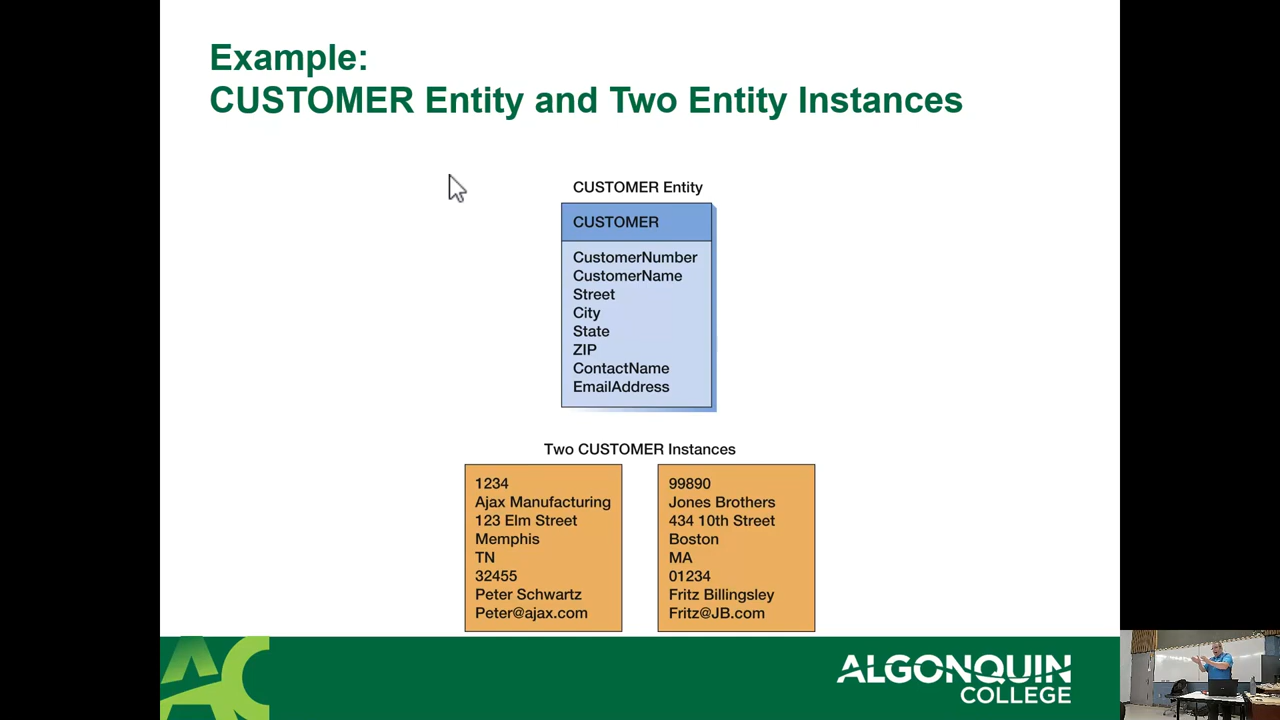 Example:
CUSTOMER Entity and Two Entity Instances
CUSTOMER Entity
CUSTOMER
CustomerNumber
CustomerName
Street
City
State
ZIP
ContactName
EmailAddress
Two CUSTOMER Instances
1234
Ajax Manufacturing
123 Elm Street
Memphis
TN
32455
Peter Schwartz
Peter@ajax.com
99890
Jones Brothers
434 10th Street
Boston
MA
01234
Fritz Billingsley
Fritz@JB.com
AC
ALGONQUIN
COLLEGE